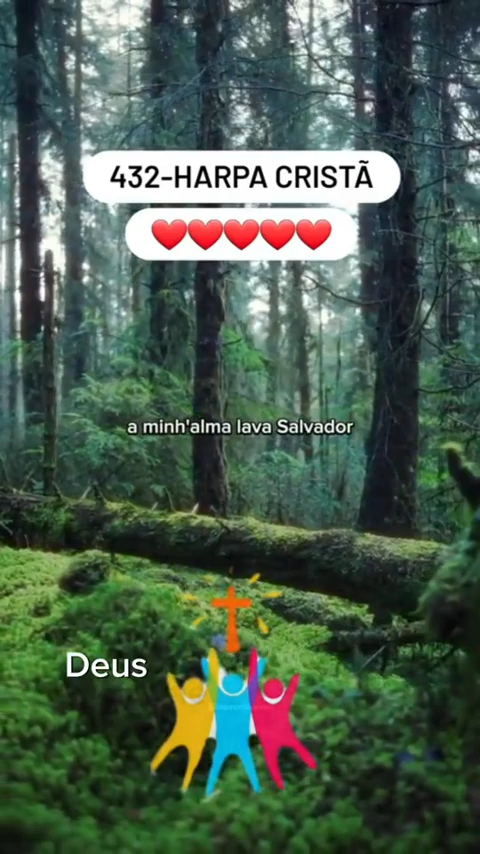 432-HARPA CRISTÃ
❤️❤️❤️❤️❤️
a minh'alma lava Salvador
Deus